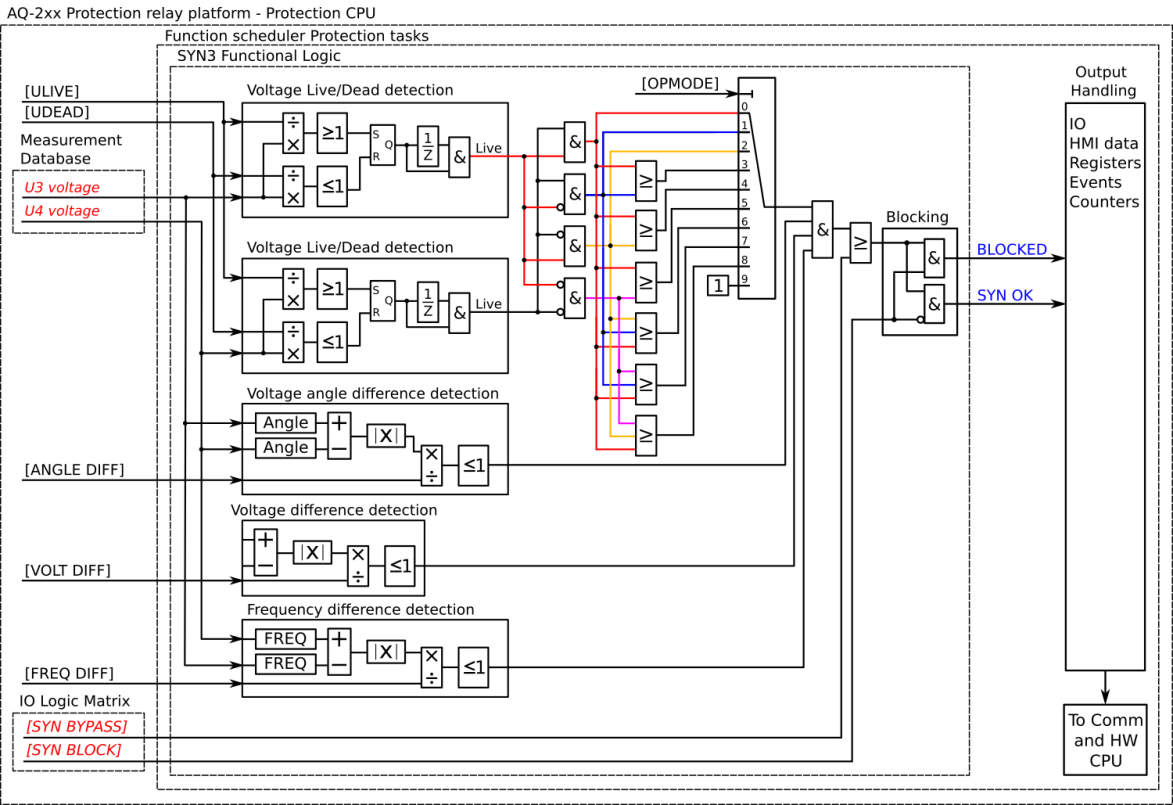 AQ-2xx Protection relay platform - Protection CPU
Function scheduler Protection tasks
SYN3 Functional Logic
[ULIVE]
[UDEAD]
Measurement
Database
U3 voltage
U4 voltage
Voltage Live/Dead detection
÷
×
≥1
÷
×
≤1
S
Q
R
1
Z
&
Live
Voltage Live/Dead detection
÷
×
≥1
÷
×
≤1
S
Q
R
1
Z
&
Live
&
&
&
&
≥
≥
≥
≥
≥
≥
[OPMODE]
0
1
2
3
4
5
6
7
8
9
1
&
≥
Blocking
&
&
BLOCKED
SYN OK
Output
Handling
IO
HMI data
Registers
Events
Counters
To Comm
and HW
CPU
Voltage angle difference detection
Angle
Angle
+
−
|X|
×
÷
≤1
[ANGLE DIFF]
Voltage difference detection
+
−
|X|
×
÷
≤1
[VOLT DIFF]
Frequency difference detection
FREQ
FREQ
+
−
|X|
×
÷
≤1
[FREQ DIFF]
IO Logic Matrix
[SYN BYPASS]
[SYN BLOCK]